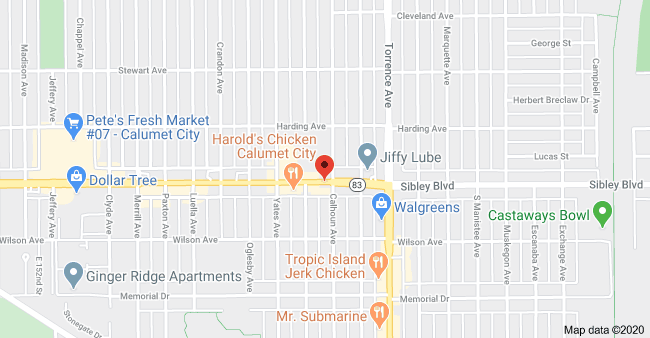 Cleveland Ave
Madison Ave
Chappel Ave
Crandon Ave
Torrence Ave
Marquette Ave
George St
Campbell Ave
Stewart Ave
Jeffery Ave
Herbert Breclaw Dr
Pete's Fresh Market
#07 - Calumet City
Harding Ave
Harding Ave
Harold's Chicken
Calumet City
Jiffy Lube
Lucas St
Dollar Tree
83
Sibley Blvd
Sibley Blvd
Jeffery Ave
Clyde Ave
Merrill Ave
Paxton Ave
Luella Ave
Yates Ave
Calhoun Ave
Walgreens
S Manistee Ave
Castaways Bowl
Wilson Ave
Wilson Ave
Wilson Ave
Oglesby Ave
Muskegon Ave
Escanaba Ave
Exchange Ave
E 152nd St
Ginger Ridge Apartments
Tropic Island
Jerk Chicken
Memorial Dr
Memorial Dr
Stonegate Dr
Mr. Submarine
Map data ©2020